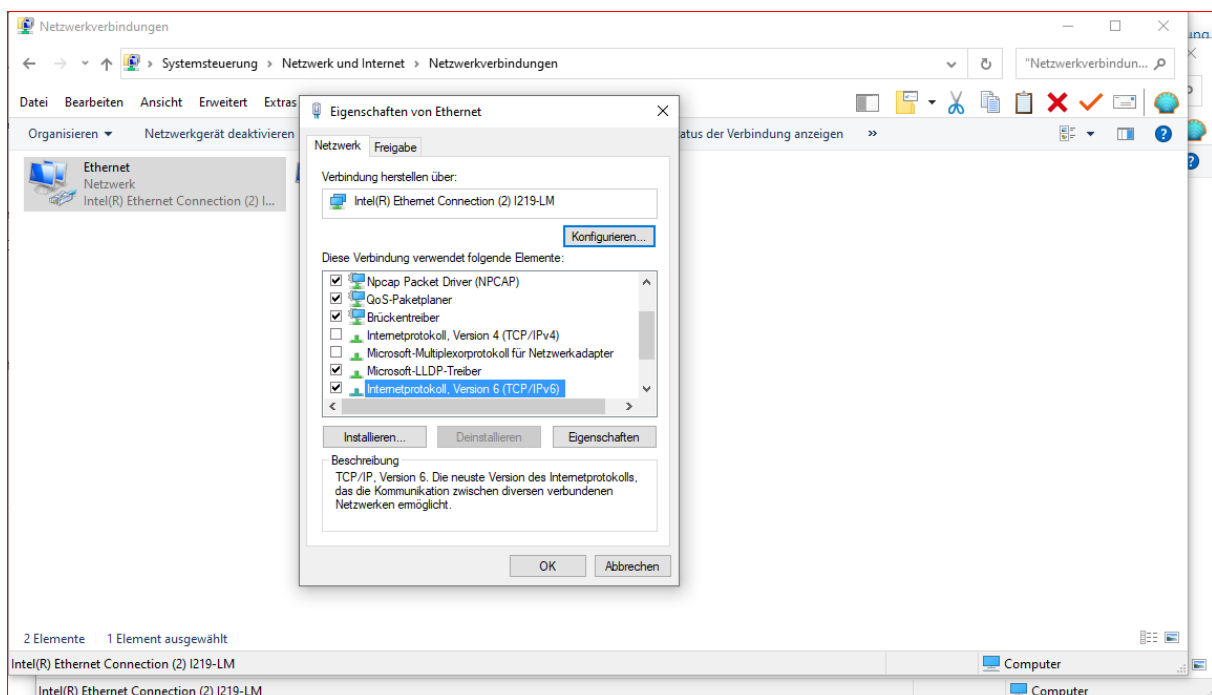 Netzwerkverbindungen
Systemsteuerung › Netzwerk und Internet › Netzwerkverbindungen
"Netzwerkverbindun...
Datei Bearbeiten Ansicht Erweitert Extras
Organisieren Netzwerkgerät deaktivieren
atus der Verbindung anzeigen »
Ethernet
Netzwerk
Intel(R) Ethernet Connection (2) I...
Eigenschaften von Ethernet
Netzwerk Freigabe
Verbindung herstellen über:
Intel(R) Ethernet Connection (2) I219-LM
Konfigurieren...
Diese Verbindung verwendet folgende Elemente:
Npcap Packet Driver (NPCAP)
QoS-Paketplaner
Brückentreiber
Internetprotokoll, Version 4 (TCP/IPv4)
Microsoft-Multiplexorprotokoll für Netzwerkadapter
Microsoft-LLDP-Treiber
Internetprotokoll, Version 6 (TCP/IPv6)
Installieren... Deinstallieren Eigenschaften
Beschreibung
TCP/IP, Version 6. Die neuste Version des Internetprotokolls,
das die Kommunikation zwischen diversen verbundenen
Netzwerken ermöglicht.
OK Abbrechen
2 Elemente 1 Element ausgewählt
Intel(R) Ethernet Connection (2) I219-LM Computer
Intel(R) Ethernet Connection (2) I219-LM Computer